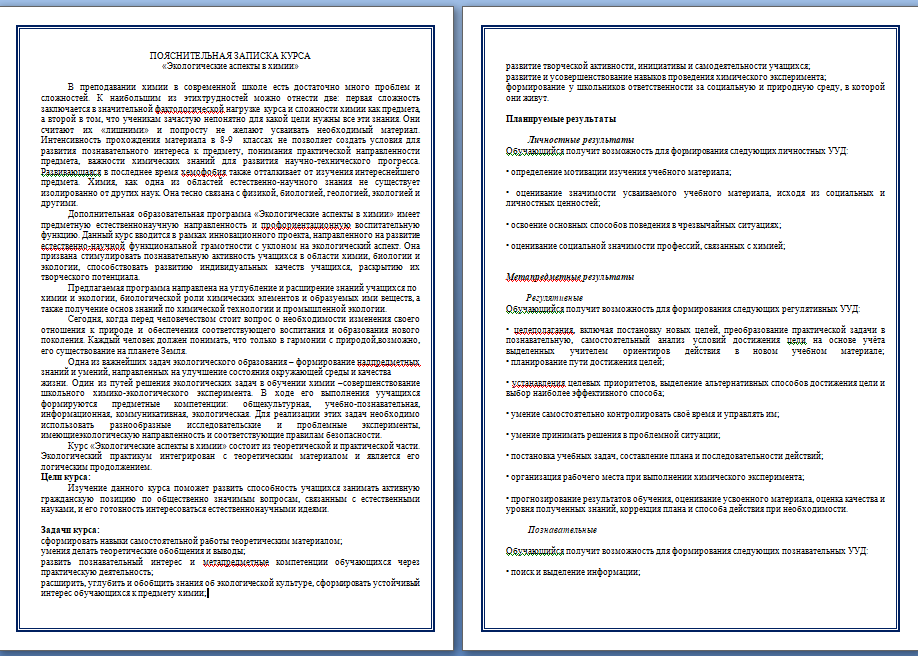 ПОЯСНИТЕЛЬНАЯ ЗАПИСКА КУРСА
«Экологические аспекты в химии»
В преподавании химии в современной школе есть достаточно много проблем и
сложностей. К наибольшим из этихтрудностей можно отнести две: первая сложность
заключается в значительной фактологической нагрузке курса и сложности химии как предмета,
а второй в том, что ученикам зачастую непонятно для какой цели нужны все эти знания. Они
считают их «лишними» и попросту не желают усваивать необходимый материал.
Интенсивность прохождения материала в 8-9 классах не позволяет создать условия для
развития познавательного интереса к предмету, понимания практической направленности
предмета, важности химических знаний для развития научно-технического прогресса.
Развивающаяся в последнее время хемофобия также отталкивает от изучения интереснейшего
предмета. Химия, как одна из областей естественно-научного знания не существует
изолированно от других наук. Она тесно связана с физикой, биологией, геологией, экологией и
другими.
Дополнительная образовательная программа «Экологические аспекты в химии» имеет
предметную естественнонаучную направленность и профориентационную воспитательную
функцию. Данный курс вводится в рамках инновационного проекта, направленного на развитие
естественно-научной функциональной грамотности с уклоном на экологический аспект. Она
призвана стимулировать познавательную активность учащихся в области химии, биологии и
экологии, способствовать развитию индивидуальных качеств учащихся, раскрытию их
творческого потенциала.
Предлагаемая программа направлена на углубление и расширение знаний учащихся по
химии и экологии, биологической роли химических элементов и образуемых ими веществ, а
также получение основ знаний по химической технологии и промышленной экологии.
Сегодня, когда перед человечеством стоит вопрос о необходимости изменения своего
отношения к природе и обеспечения соответствующего воспитания и образования нового
поколения. Каждый человек должен понимать, что только в гармонии с природой,возможно,
его существование на планете Земля.
Одна из важнейших задач экологического образования – формирование надпредметных
знаний и умений, направленных на улучшение состояния окружающей среды и качества
жизни. Один из путей решения экологических задач в обучении химии –совершенствование
школьного химико-экологического эксперимента. В ходе его выполнения уучащихся
формируются предметные компетенции: общекультурная, учебно-познавательная,
информационная, коммуникативная, экологическая. Для реализации этих задач необходимо
использовать разнообразные исследовательские и проблемные эксперименты,
имеющиеэкологическую направленность и соответствующие правилам безопасности.
Курс «Экологические аспекты в химии» состоит из теоретической и практической части.
Экологический практикум интегрирован с теоретическим материалом и является его
логическим продолжением.
Цели курса:
Изучение данного курса поможет развить способность учащихся занимать активную
гражданскую позицию по общественно значимым вопросам, связанным с естественными
науками, и его готовность интересоваться естественнонаучными идеями.
Задачи курса:
сформировать навыки самостоятельной работы теоретическим материалом;
умения делать теоретические обобщения и выводы;
развить познавательный интерес и метапредметные компетенции обучающихся через
практическую деятельность;
расширить, углубить и обобщить знания об экологической культуре, сформировать устойчивый
интерес обучающихся к предмету химии;
развитие творческой активности, инициативы и самодеятельности учащихся;
развитие и усовершенствование навыков проведения химического эксперимента;
формирование у школьников ответственности за социальную и природную среду, в которой
они живут.
Планируемые результаты
Личностные результаты
Обучающийся получит возможность для формирования следующих личностных УУД:
• определение мотивации изучения учебного материала;
• оценивание значимости усваиваемого учебного материала, исходя из социальных и
личностных ценностей;
• освоение основных способов поведения в чрезвычайных ситуациях;
• оценивание социальной значимости профессий, связанных с химией;
Метапредметные результаты
Регулятивные
Обучающийся получит возможность для формирования следующих регулятивных УУД:
• целеполагания, включая постановку новых целей, преобразование практической задачи в
познавательную, самостоятельный анализ условий достижения цели на основе учёта
выделенных учителем ориентиров действия в новом учебном материале;
• планирование пути достижения целей;
• устанавления целевых приоритетов, выделение альтернативных способов достижения цели и
выбор наиболее эффективного способа;
• умение самостоятельно контролировать своё время и управлять им;
• умение принимать решения в проблемной ситуации;
• постановка учебных задач, составление плана и последовательности действий;
• организация рабочего места при выполнении химического эксперимента;
• прогнозирование результатов обучения, оценивание усвоенного материала, оценка качества и
уровня полученных знаний, коррекция плана и способа действия при необходимости.
Познавательные
Обучающийся получит возможность для формирования следующих познавательных УУД:
• поиск и выделение информации;